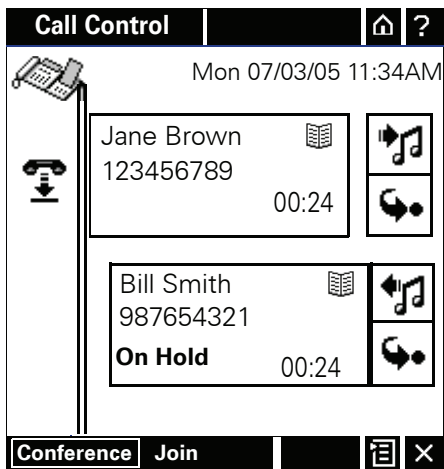 Call Control ?
Mon 07/03/05 11:34AM
Jane Brown
123456789
00:24
Bill Smith
987654321
On Hold 00:24
Conference Join